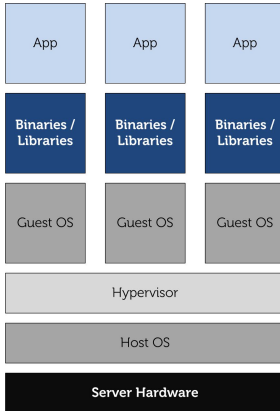 App App App
Binaries / Binaries / Binaries /
Libraries Libraries Libraries
Guest OS Guest OS Guest OS
Hypervisor
Host OS
Server Hardware